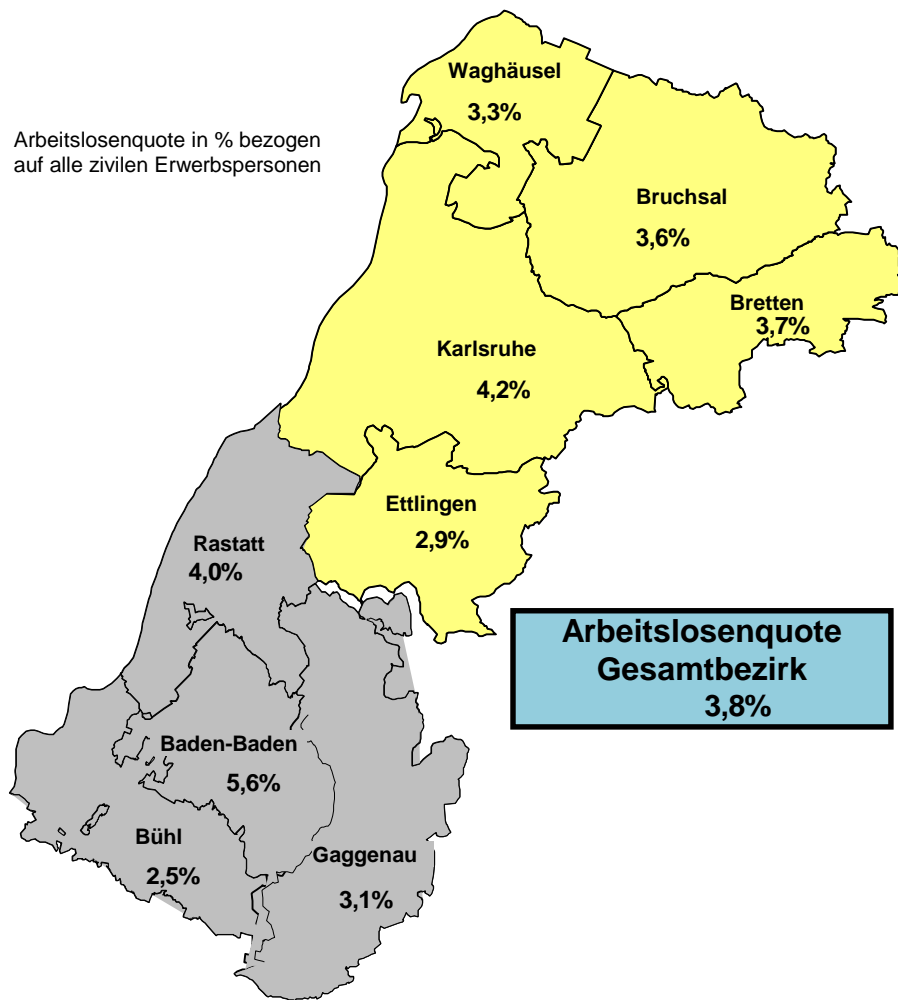 Waghäusel
3,3%
Arbeitslosenquote in % bezogen
auf alle zivilen Erwerbspersonen
Bruchsal
3,6%
Bretten
3,7%
Karlsruhe
4,2%
Ettlingen
2,9%
Rastatt
4,0%
Arbeitslosenquote
Gesamtbezirk
3,8%
Baden-Baden
5,6%
Bühl
2,5%
Gaggenau
3,1%